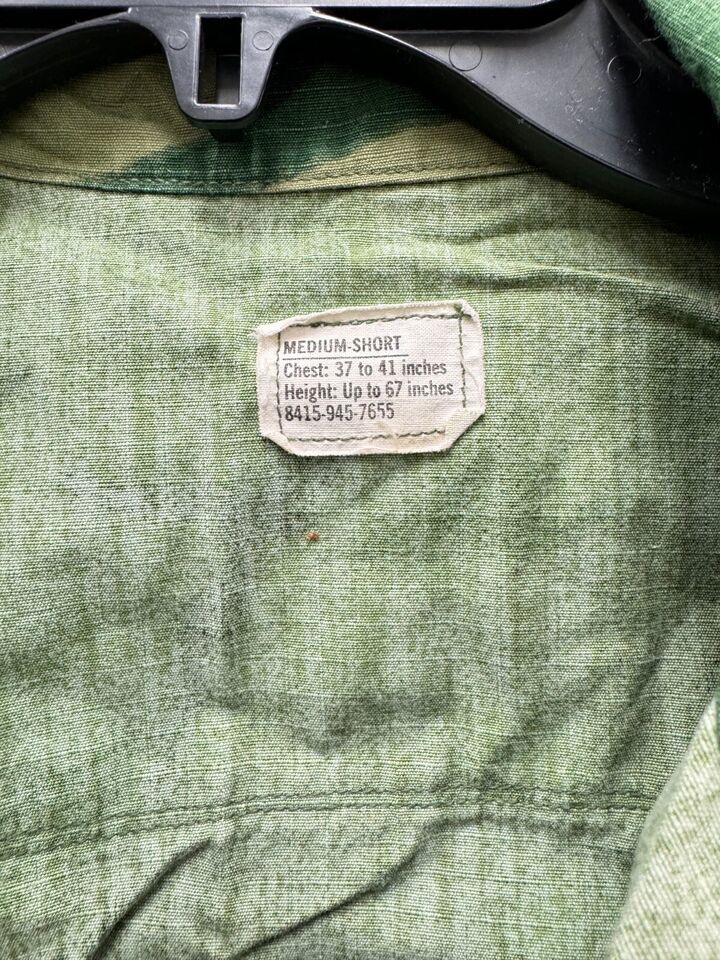 MEDIUM-SHORT
Chest: 37 to 41 inches
Height: Up to 67 inches
8415-945-7655